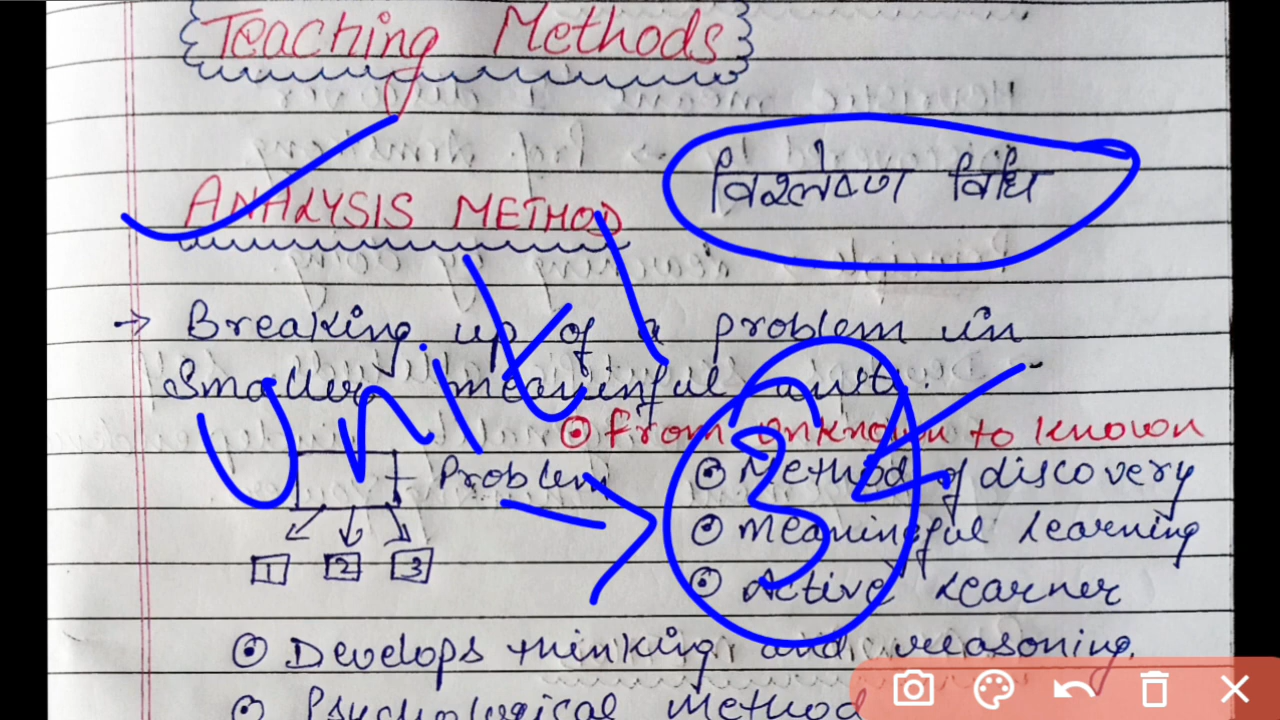 Teaching Methods
ANALYSIS METHOD विश्लेषण विधि
→ Breaking up of a problem in
smaller meaningful units.
from unknown to known
Problem
Method of discovery
Meaningful learning
Active learner
1 2 3
Develops thinking and reasoning.
Psychological Method
Unit
3